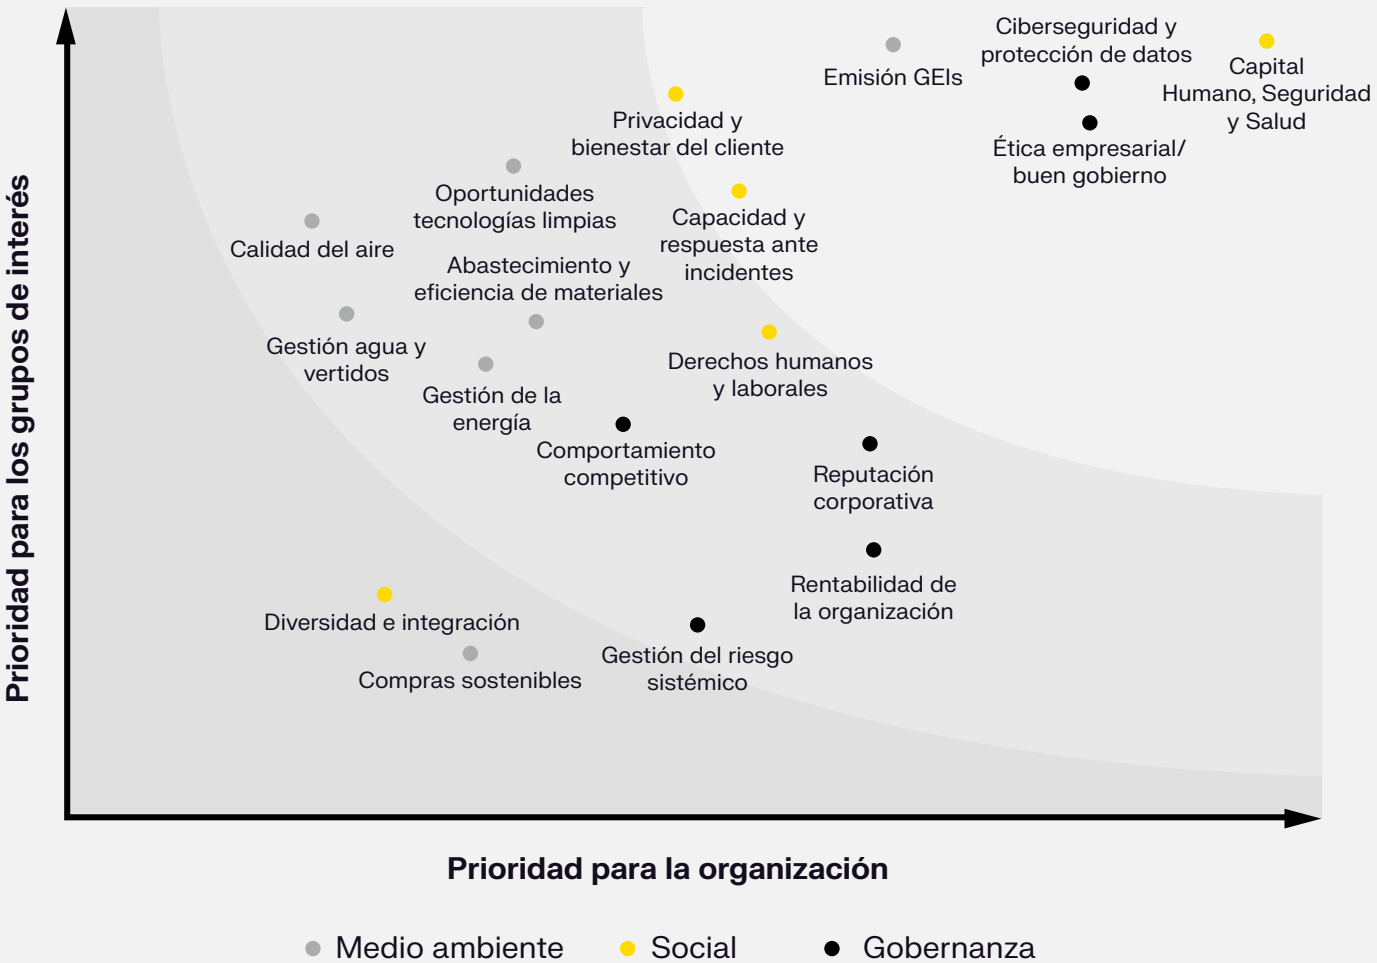 Ciberseguridad y
protección de datos
Emisión GEIs
Capital
Humano, Seguridad
y Salud
Privacidad y
bienestar del cliente
Ética empresarial/
buen gobierno
Oportunidades
tecnologías limpias
Capacidad y
respuesta ante
incidentes
Calidad del aire
Abastecimiento y
eficiencia de materiales
Gestión agua y
vertidos
Derechos humanos
y laborales
Gestión de la
energía
Comportamiento
competitivo
Reputación
corporativa
Rentabilidad de
la organización
Diversidad e integración
Gestión del riesgo
sistémico
Compras sostenibles
Prioridad para los grupos de interés
Prioridad para la organización
Medio ambiente
Social
Gobernanza